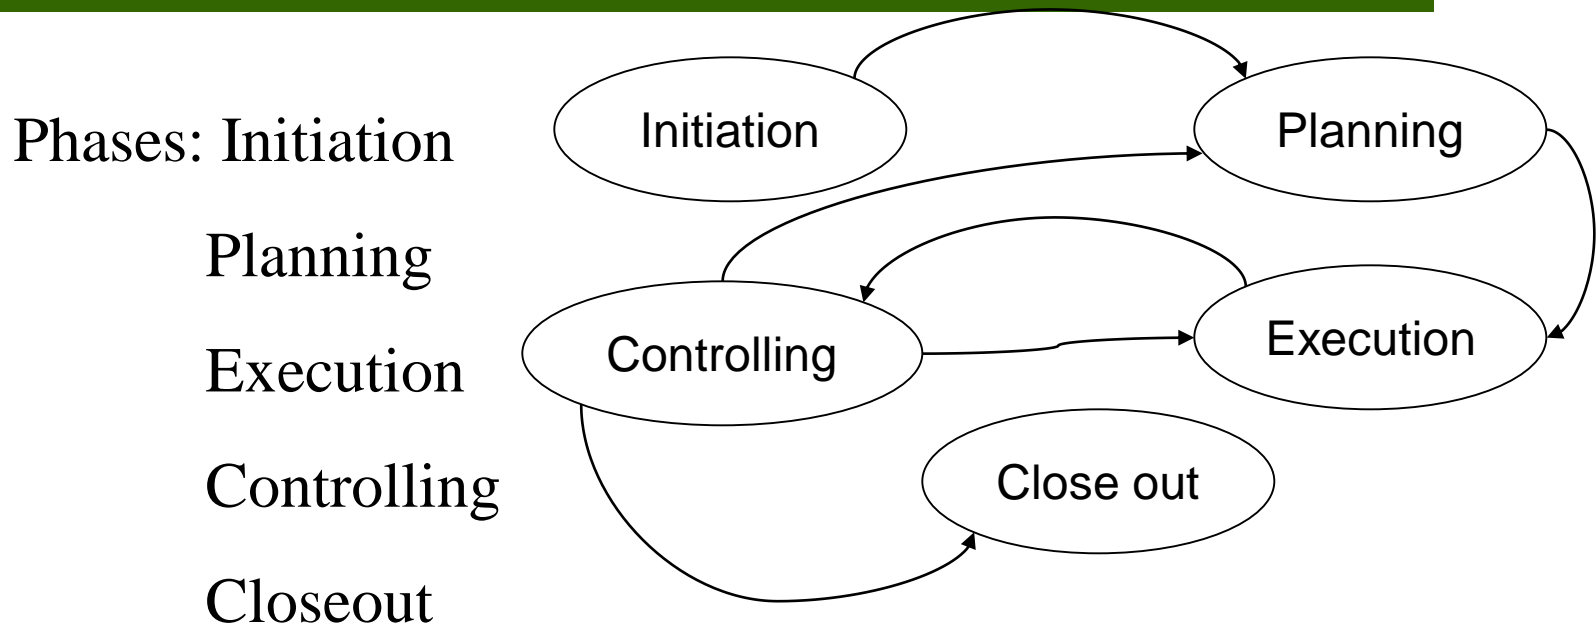 Phases: Initiation
Planning
Execution
Controlling
Closeout
Initiation
Planning
Controlling
Execution
Close out